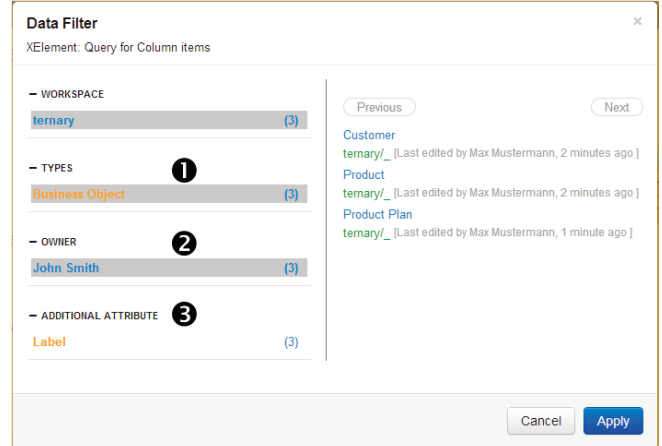 Data Filter ×
XElement: Query for Column items
– WORKSPACE
ternary (3)
– TYPES ❶
Business Object (3)
– OWNER ❷
John Smith (3)
– ADDITIONAL ATTRIBUTE ❸
Label (3)
Previous Next
Customer
ternary/_ [Last edited by Max Mustermann, 2 minutes ago ]
Product
ternary/_ [Last edited by Max Mustermann, 2 minutes ago ]
Product Plan
ternary/_ [Last edited by Max Mustermann, 1 minute ago ]
Cancel Apply